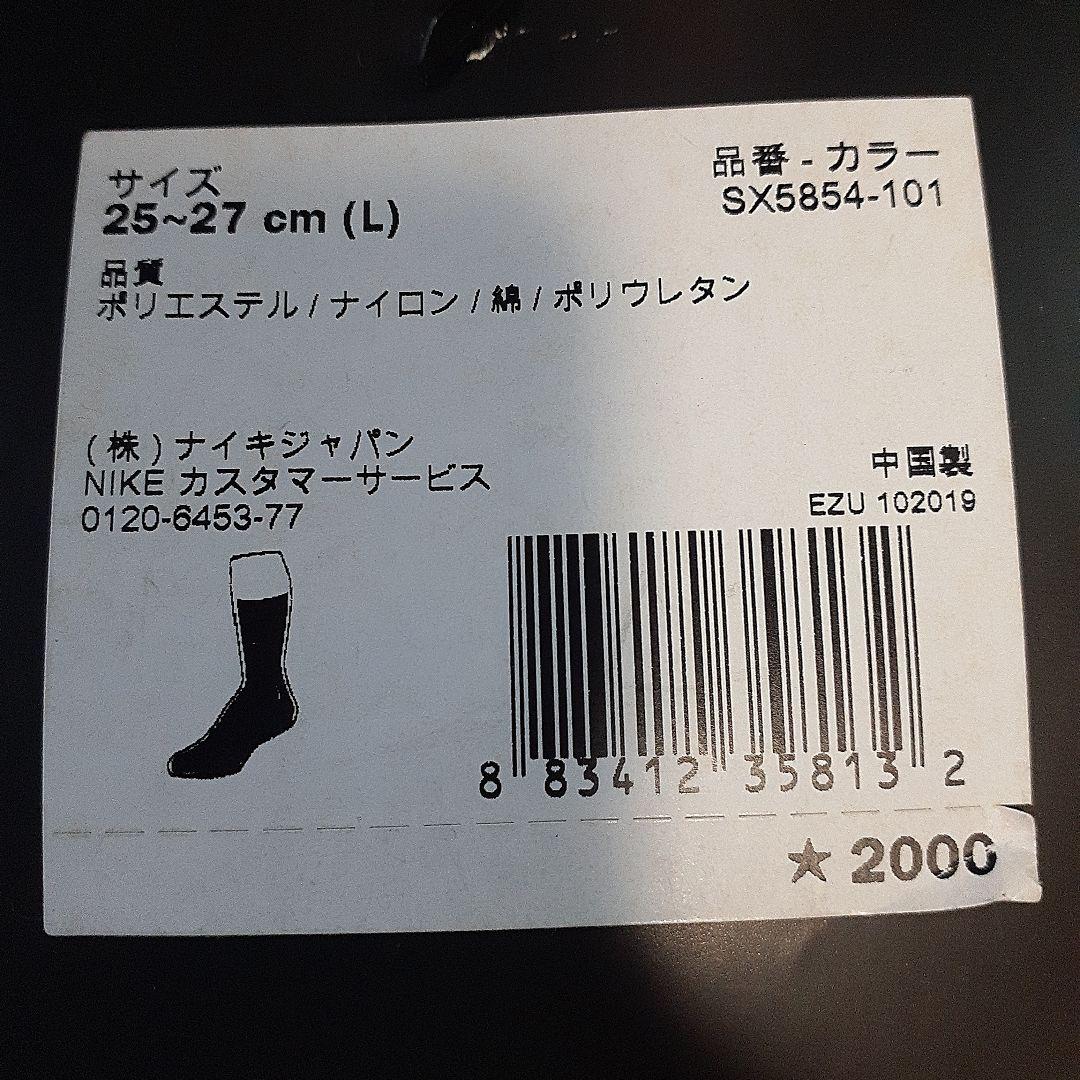 サイズ
25~27 cm (L)
品番 - カラー
SX5854-101
品質
ポリエステル / ナイロン / 綿 / ポリウレタン
(株) ナイキジャパン
NIKE カスタマーサービス
0120-6453-77
中国製
EZU 102019
8 83412 35813 2
★ 2000